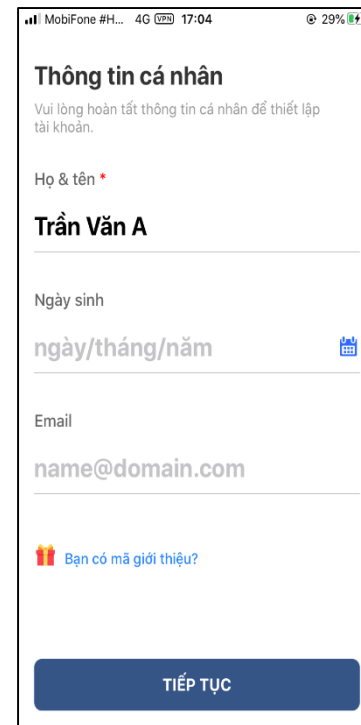 MobiFone #H... 4G VPN 17:04 29%
Thông tin cá nhân
Vui lòng hoàn tất thông tin cá nhân để thiết lập
tài khoản.
Họ & tên *
Trần Văn A
Ngày sinh
ngày/tháng/năm
Email
name@domain.com
Bạn có mã giới thiệu?
TIẾP TỤC